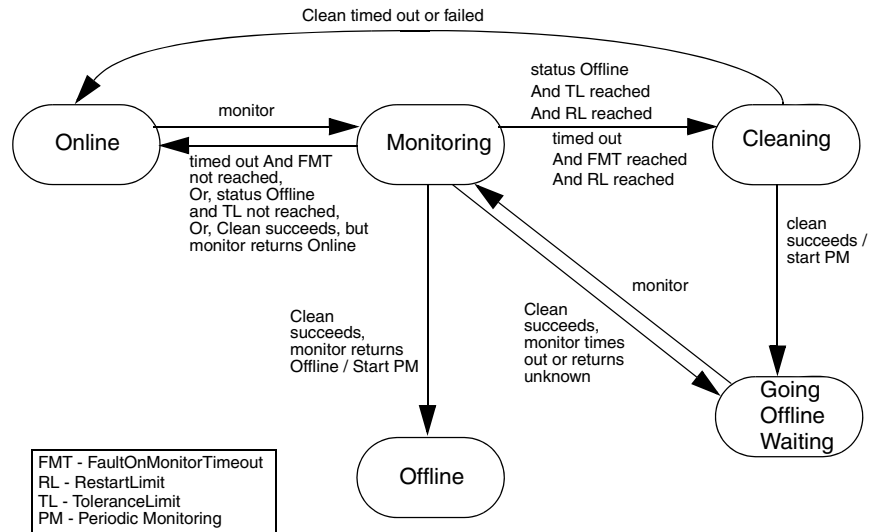 Clean timed out or failed
status Offline
And TL reached
And RL reached
monitor
Online
Monitoring
Cleaning
timed out And FMT
not reached,
Or, status Offline
and TL not reached,
Or, Clean succeeds, but
monitor returns Online
timed out
And FMT reached
And RL reached
clean
succeeds /
start PM
monitor
Clean
succeeds,
monitor returns
Offline / Start PM
Clean
succeeds,
monitor times
out or returns
unknown
Going
Offline
Waiting
Offline
FMT - FaultOnMonitorTimeout
RL - RestartLimit
TL - ToleranceLimit
PM - Periodic Monitoring